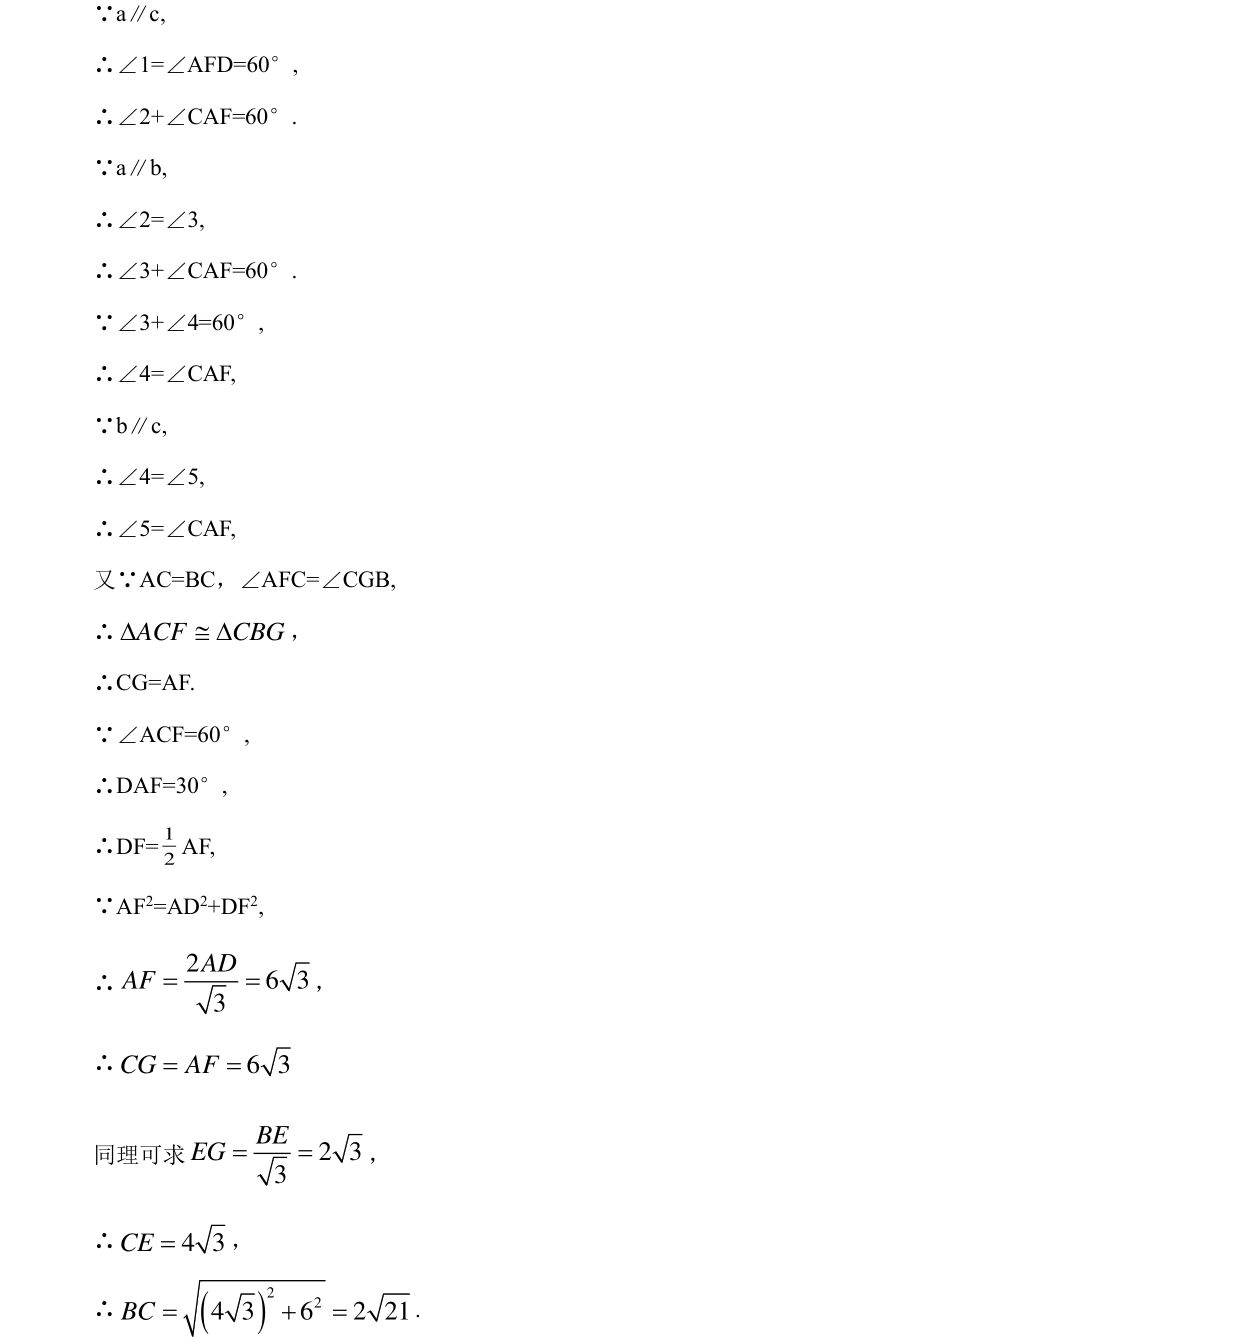 ∵a∥c,
∴∠1=∠AFD=60°,
∴∠2+∠CAF=60°.
∵a∥b,
∴∠2=∠3,
∴∠3+∠CAF=60°.
∵∠3+∠4=60°,
∴∠4=∠CAF,
∵b∥c,
∴∠4=∠5,
∴∠5=∠CAF,
又∵AC=BC，∠AFC=∠CGB,
∴ΔACF≅ΔCBG，
∴CG=AF.
∵∠ACF=60°,
∴DAF=30°,
∴DF=1/2 AF,
∵AF²=AD²+DF²,
∴AF=2AD/√3=6√3，
∴CG=AF=6√3
同理可求EG=BE/√3=2√3，
∴CE=4√3，
∴BC=√((4√3)²+6²)=2√21.